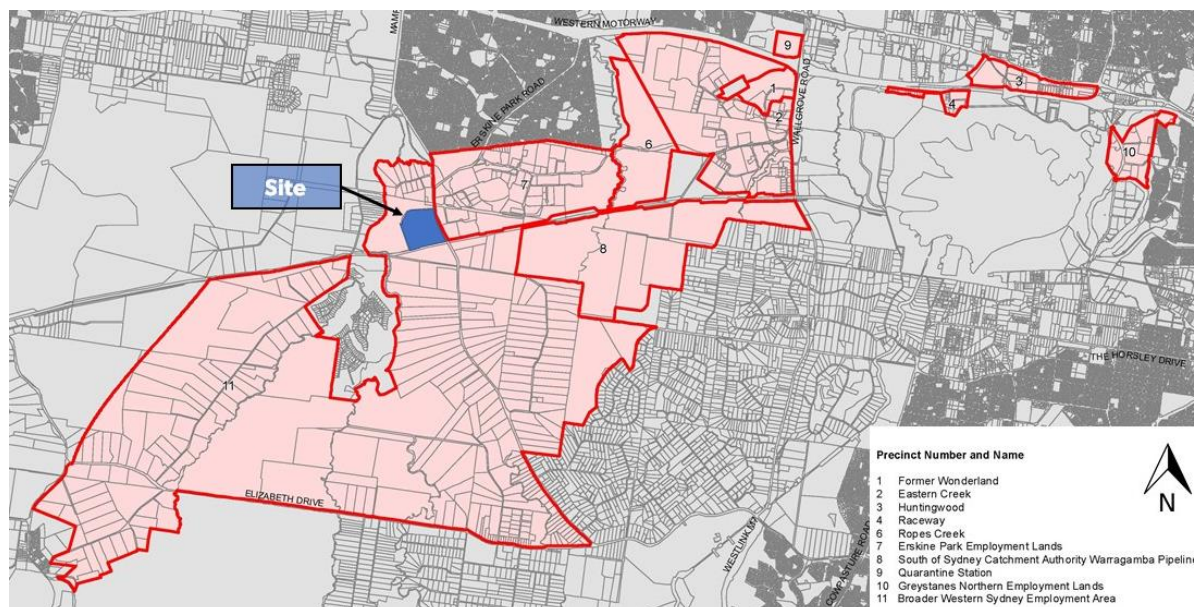 WESTERN MOTORWAY
9
MAMR
ERSKINE PARK ROAD
1
2
WALLGROVE ROAD
3
4
6
10
Site
7
8
THE HORSLEY DRIVE
11
ELIZABETH DRIVE
WESTLINK M7
COWPASTURE ROAD
Precinct Number and Name
1 Former Wonderland
2 Eastern Creek
3 Huntingwood
4 Raceway
6 Ropes Creek
7 Erskine Park Employment Lands
8 South of Sydney Catchment Authority Warragamba Pipeline
9 Quarantine Station
10 Greystanes Northern Employment Lands
11 Broader Western Sydney Employment Area
N